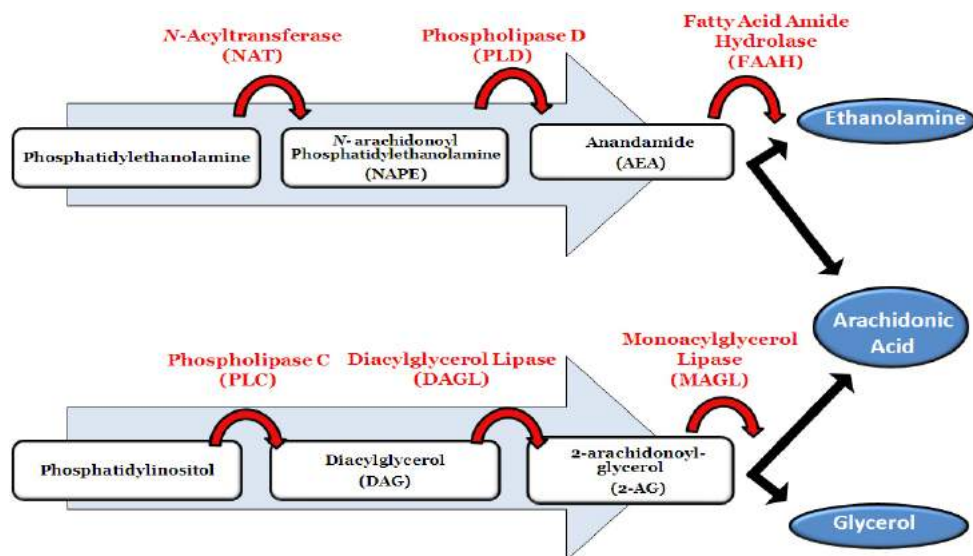 N-Acyltransferase
(NAT)
Phospholipase D
(PLD)
Fatty Acid Amide
Hydrolase
(FAAH)
Phosphatidylethanolamine
N- arachidonoyl
Phosphatidylethanolamine
(NAPE)
Anandamide
(AEA)
Ethanolamine
Arachidonic
Acid
Phospholipase C
(PLC)
Diacylglycerol Lipase
(DAGL)
Monoacylglycerol
Lipase
(MAGL)
Phosphatidylinositol
Diacylglycerol
(DAG)
2-arachidonoyl-
glycerol
(2-AG)
Glycerol